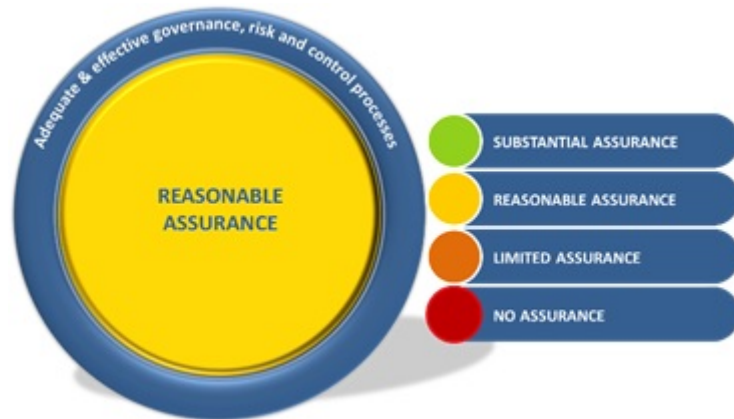 Adequate & effective governance, risk and control processes
REASONABLE
ASSURANCE
SUBSTANTIAL ASSURANCE
REASONABLE ASSURANCE
LIMITED ASSURANCE
NO ASSURANCE